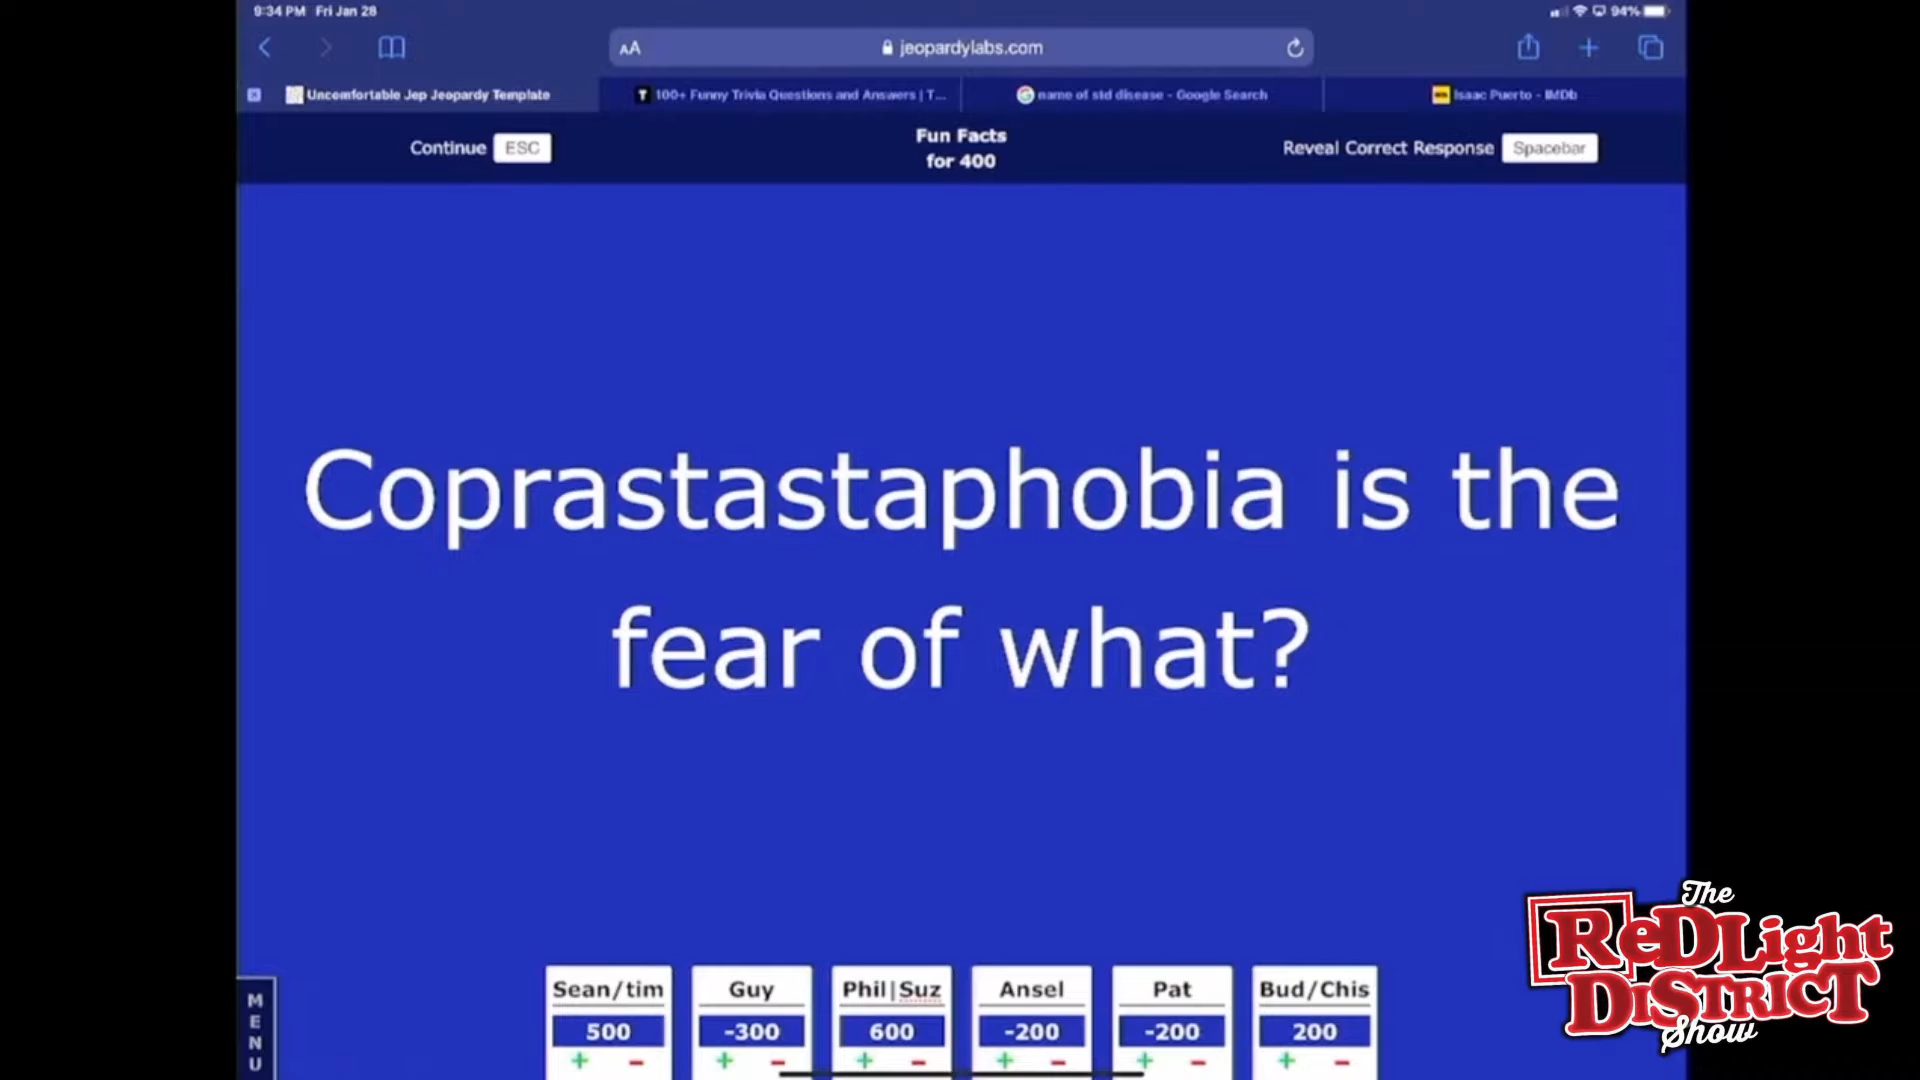 9:34 PM Fri Jan 28
94%
AA
jeopardylabs.com
Uncomfortable Jep Jeopardy Template
100+ Funny Trivia Questions and Answers | T...
name of std disease - Google Search
Isaac Puerto - IMDb
Continue ESC
Fun Facts
for 400
Reveal Correct Response Spacebar
Coprastastaphobia is the
fear of what?
MENU
Sean/tim
500
+ -
Guy
-300
+ -
Phil|Suz
600
+ -
Ansel
-200
+ -
Pat
-200
+ -
Bud/Chis
200
+ -
The
ReDLight
DiSTRiCT
Show